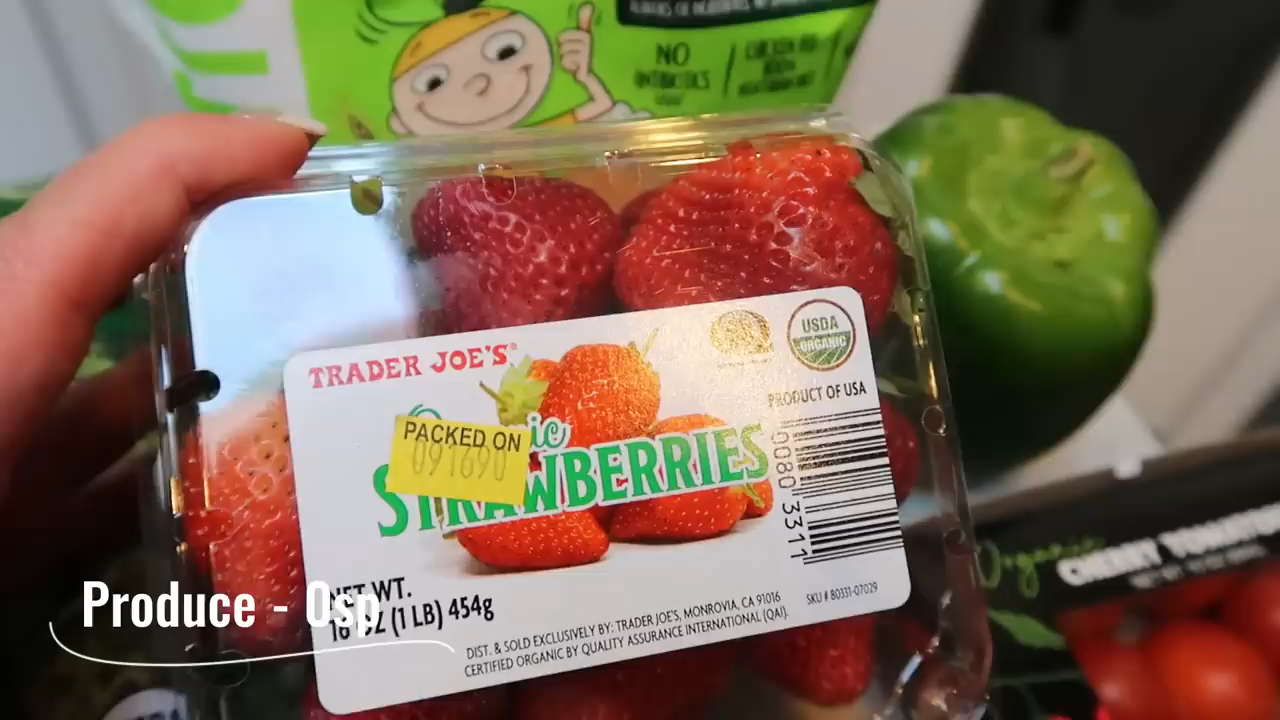 NO
ANTIBIOTICS
TRADER JOE'S
USDA
ORGANIC
PRODUCT OF USA
PACKED ON
091690
STRAWBERRIES
0080 3311
NET WT.
16 OZ (1 LB) 454g
SKU # 80331-07029
DIST. & SOLD EXCLUSIVELY BY: TRADER JOE'S, MONROVIA, CA 91016
CERTIFIED ORGANIC BY QUALITY ASSURANCE INTERNATIONAL (QAI).
Organic
CHERRY TOMATOES
Produce - 0sp